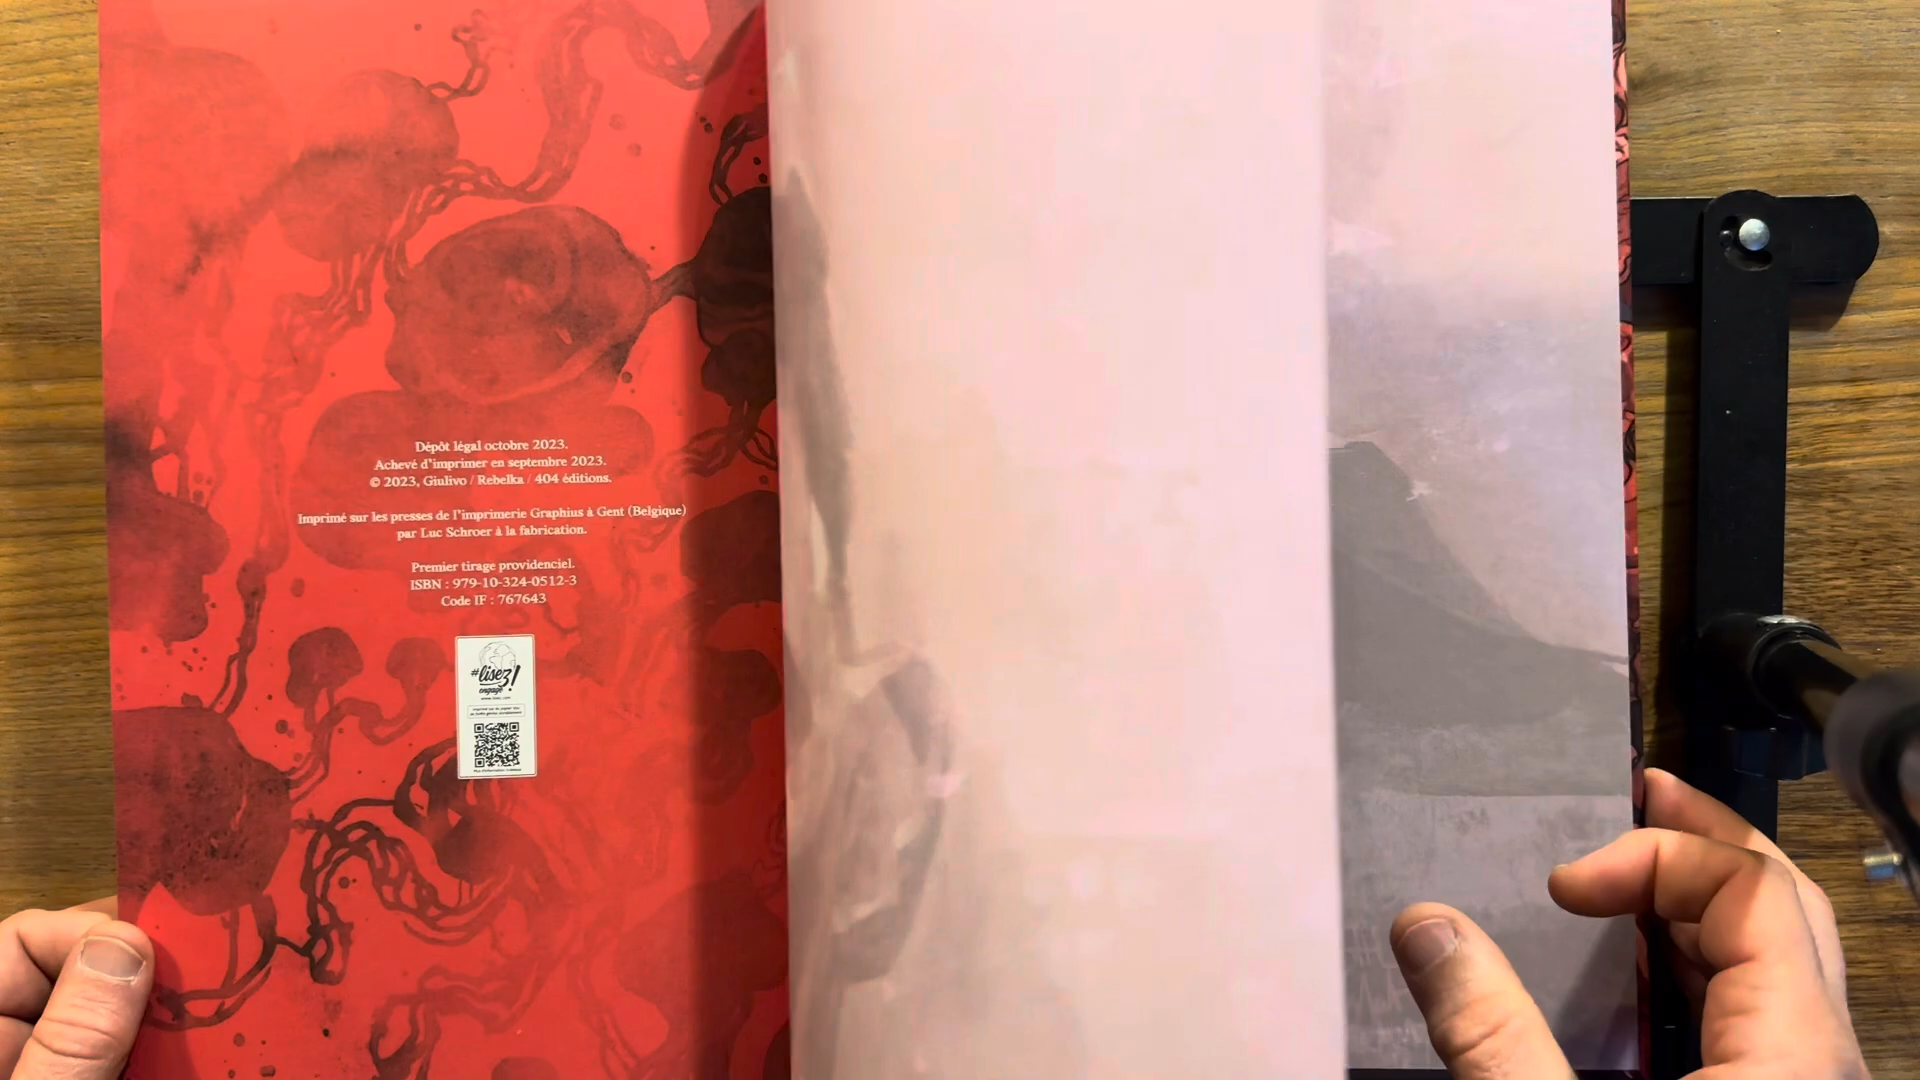 Dépôt légal octobre 2023.
Achevé d'imprimer en septembre 2023.
© 2023, Giulivo / Rebelka / 404 éditions.
Imprimé sur les presses de l'imprimerie Graphius à Gent (Belgique)
par Luc Schroer à la fabrication.
Premier tirage providenciel.
ISBN : 979-10-324-0512-3
Code IF : 767643
#lisez!
engagé